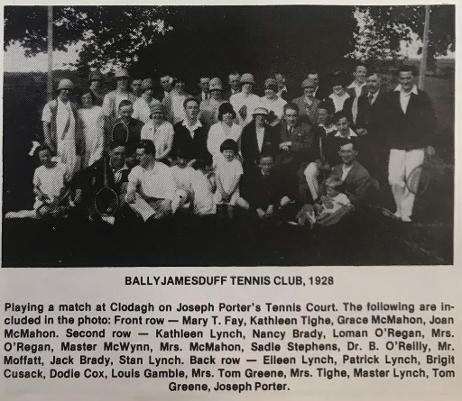 BALLYJAMESDUFF TENNIS CLUB, 1928
Playing a match at Clodagh on Joseph Porter's Tennis Court. The following are in-
cluded in the photo: Front row — Mary T. Fay, Kathleen Tighe, Grace McMahon, Joan
McMahon. Second row — Kathleen Lynch, Nancy Brady, Loman O'Regan, Mrs.
O'Regan, Master McWynn, Mrs. McMahon, Sadie Stephens, Dr. B. O'Reilly, Mr.
Moffatt, Jack Brady, Stan Lynch. Back row — Eileen Lynch, Patrick Lynch, Brigit
Cusack, Dodie Cox, Louis Gamble, Mrs. Tom Greene, Mrs. Tighe, Master Lynch, Tom
Greene, Joseph Porter.